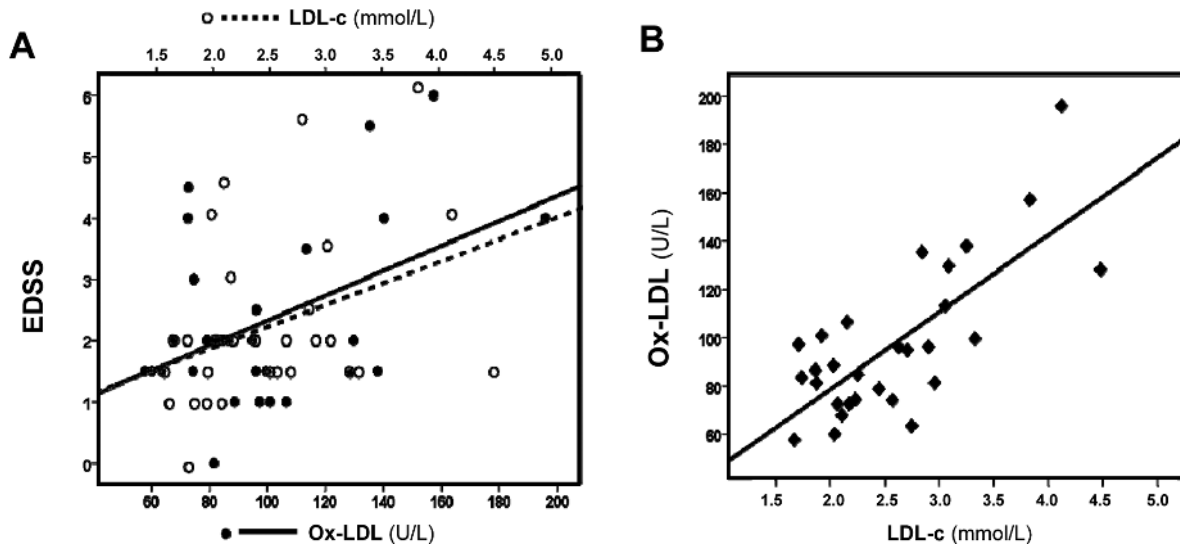 A
LDL-c (mmol/L)
1.5 2.0 2.5 2.8 3.0 3.5 4.0 4.5 5.0
EDSS
6
5
4
3
2
1
0
60 80 100 120 140 160 180 200
Ox-LDL (U/L)
B
Ox-LDL (U/L)
200
180
160
140
120
100
80
60
1.5 2.0 2.5 3.0 3.5 4.0 4.5 5.0
LDL-c (mmol/L)